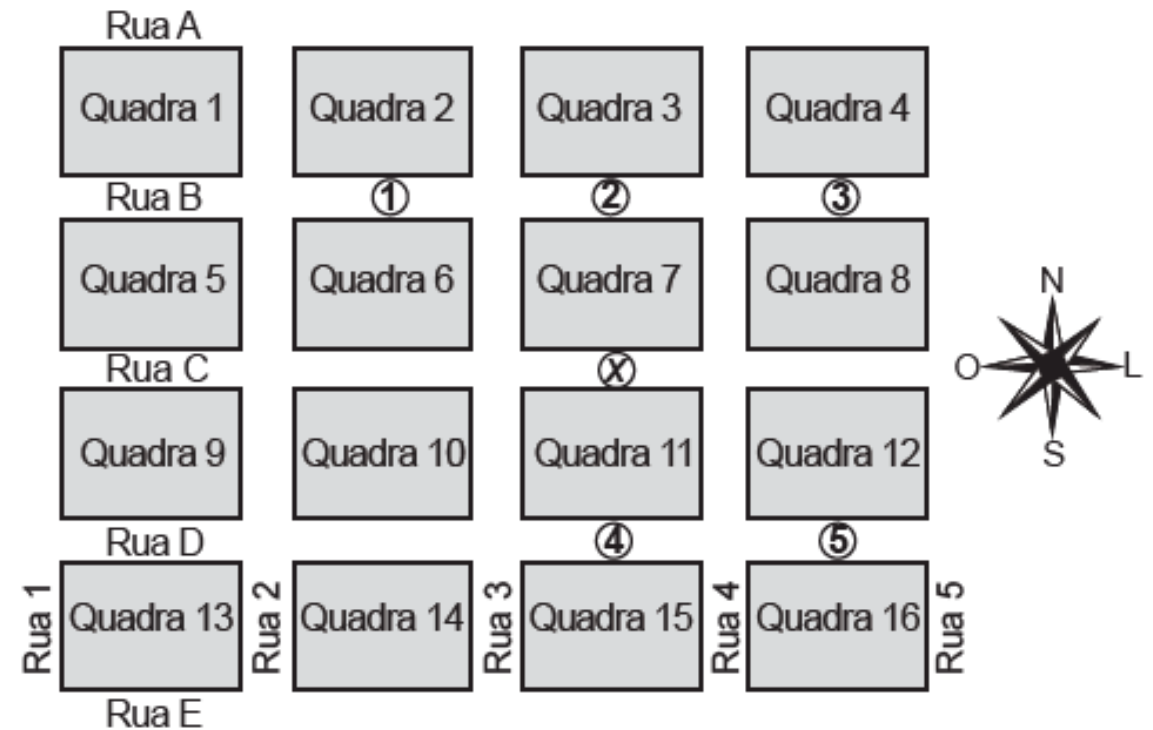 Rua A
Quadra 1 Quadra 2 Quadra 3 Quadra 4
Rua B 1 2 3
Quadra 5 Quadra 6 Quadra 7 Quadra 8
N
Rua C X O L
Quadra 9 Quadra 10 Quadra 11 Quadra 12 S
Rua D 4 5
Rua 1 Quadra 13 Rua 2 Quadra 14 Rua 3 Quadra 15 Rua 4 Quadra 16 Rua 5
Rua E